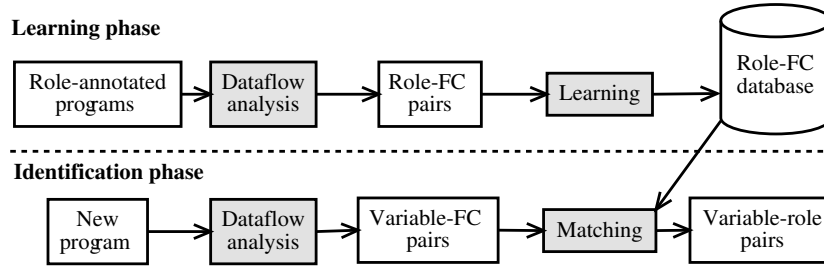 Learning phase
Role-annotated
programs
Dataflow
analysis
Role-FC
pairs
Learning
Role-FC
database
Identification phase
New
program
Dataflow
analysis
Variable-FC
pairs
Matching
Variable-role
pairs